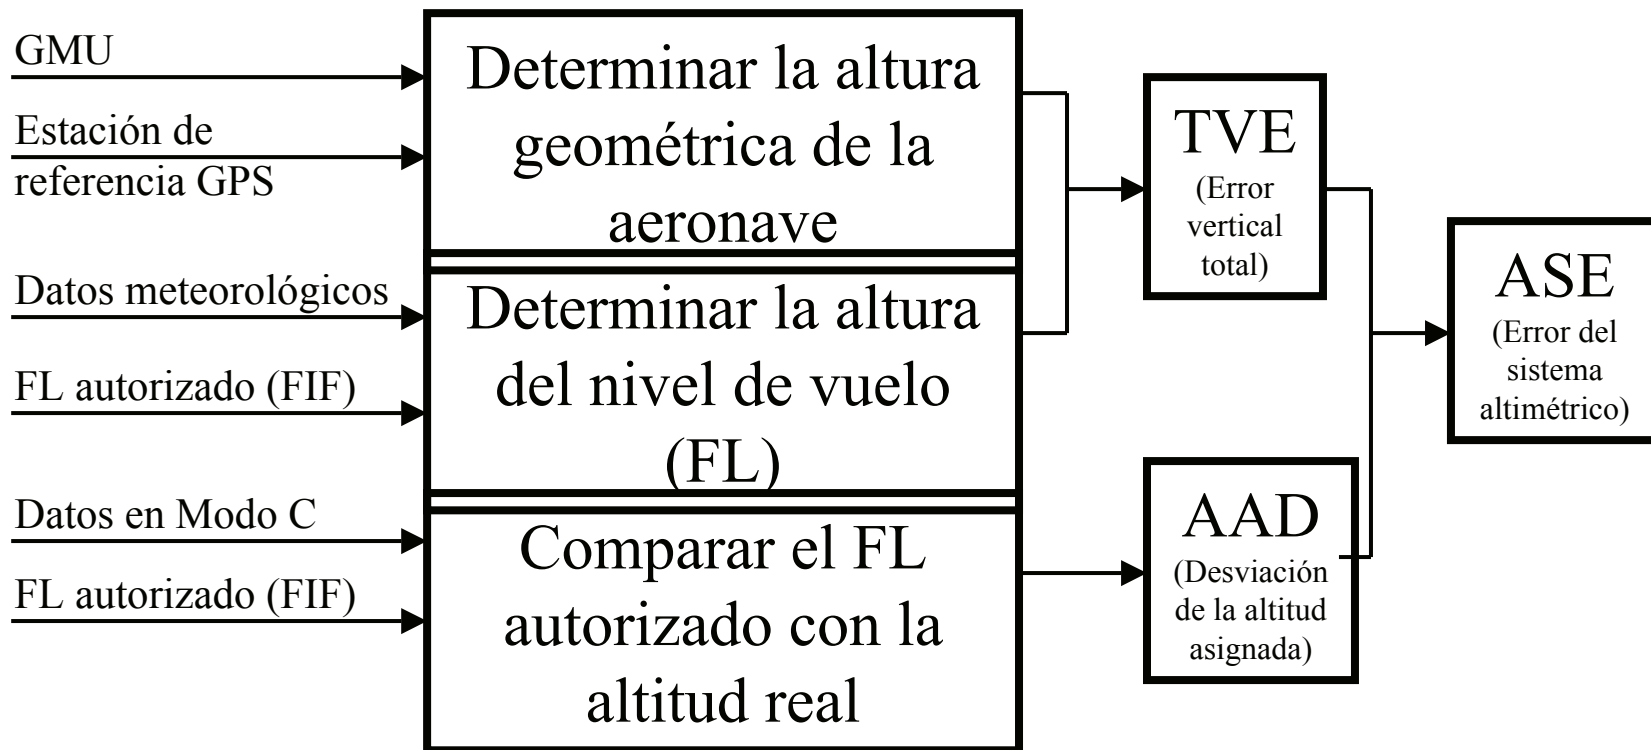 GMU
Estación de
referencia GPS
Datos meteorológicos
FL autorizado (FIF)
Datos en Modo C
FL autorizado (FIF)
Determinar la altura
geométrica de la
aeronave
Determinar la altura
del nivel de vuelo
(FL)
Comparar el FL
autorizado con la
altitud real
TVE
(Error
vertical
total)
AAD
(Desviación
de la altitud
asignada)
ASE
(Error del
sistema
altimétrico)